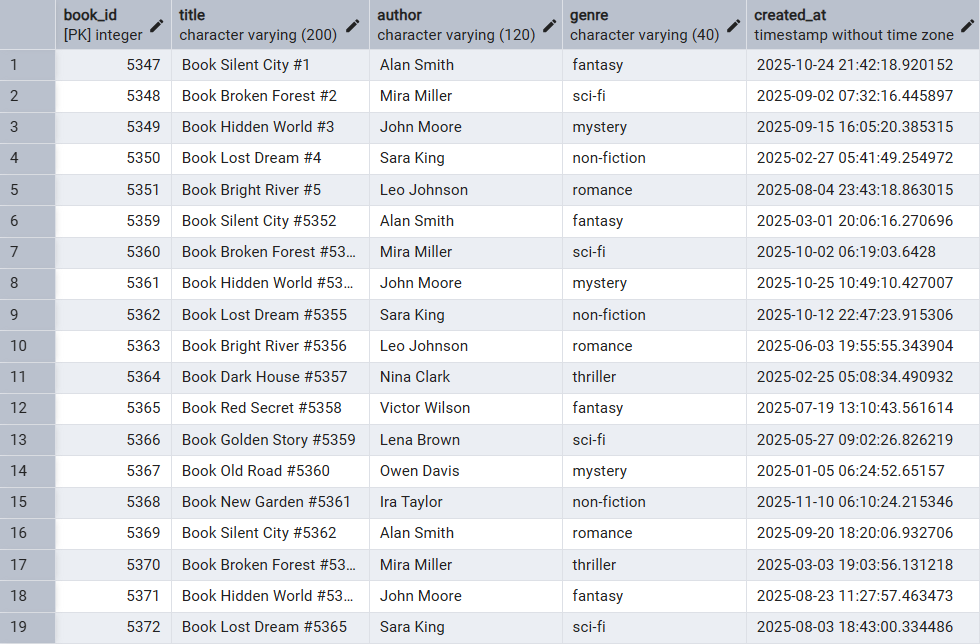 book_id title author genre created_at
[PK] integer character varying (200) character varying (120) character varying (40) timestamp without time zone
1 5347 Book Silent City #1 Alan Smith fantasy 2025-10-24 21:42:18.920152
2 5348 Book Broken Forest #2 Mira Miller sci-fi 2025-09-02 07:32:16.445897
3 5349 Book Hidden World #3 John Moore mystery 2025-09-15 16:05:20.385315
4 5350 Book Lost Dream #4 Sara King non-fiction 2025-02-27 05:41:49.254972
5 5351 Book Bright River #5 Leo Johnson romance 2025-08-04 23:43:18.863015
6 5359 Book Silent City #5352 Alan Smith fantasy 2025-03-01 20:06:16.270696
7 5360 Book Broken Forest #53... Mira Miller sci-fi 2025-10-02 06:19:03.6428
8 5361 Book Hidden World #53... John Moore mystery 2025-10-25 10:49:10.427007
9 5362 Book Lost Dream #5355 Sara King non-fiction 2025-10-12 22:47:23.915306
10 5363 Book Bright River #5356 Leo Johnson romance 2025-06-03 19:55:55.343904
11 5364 Book Dark House #5357 Nina Clark thriller 2025-02-25 05:08:34.490932
12 5365 Book Red Secret #5358 Victor Wilson fantasy 2025-07-19 13:10:43.561614
13 5366 Book Golden Story #5359 Lena Brown sci-fi 2025-05-27 09:02:26.826219
14 5367 Book Old Road #5360 Owen Davis mystery 2025-01-05 06:24:52.65157
15 5368 Book New Garden #5361 Ira Taylor non-fiction 2025-11-10 06:10:24.215346
16 5369 Book Silent City #5362 Alan Smith romance 2025-09-20 18:20:06.932706
17 5370 Book Broken Forest #53... Mira Miller thriller 2025-03-03 19:03:56.131218
18 5371 Book Hidden World #53... John Moore fantasy 2025-08-23 11:27:57.463473
19 5372 Book Lost Dream #5365 Sara King sci-fi 2025-08-03 18:43:00.334486